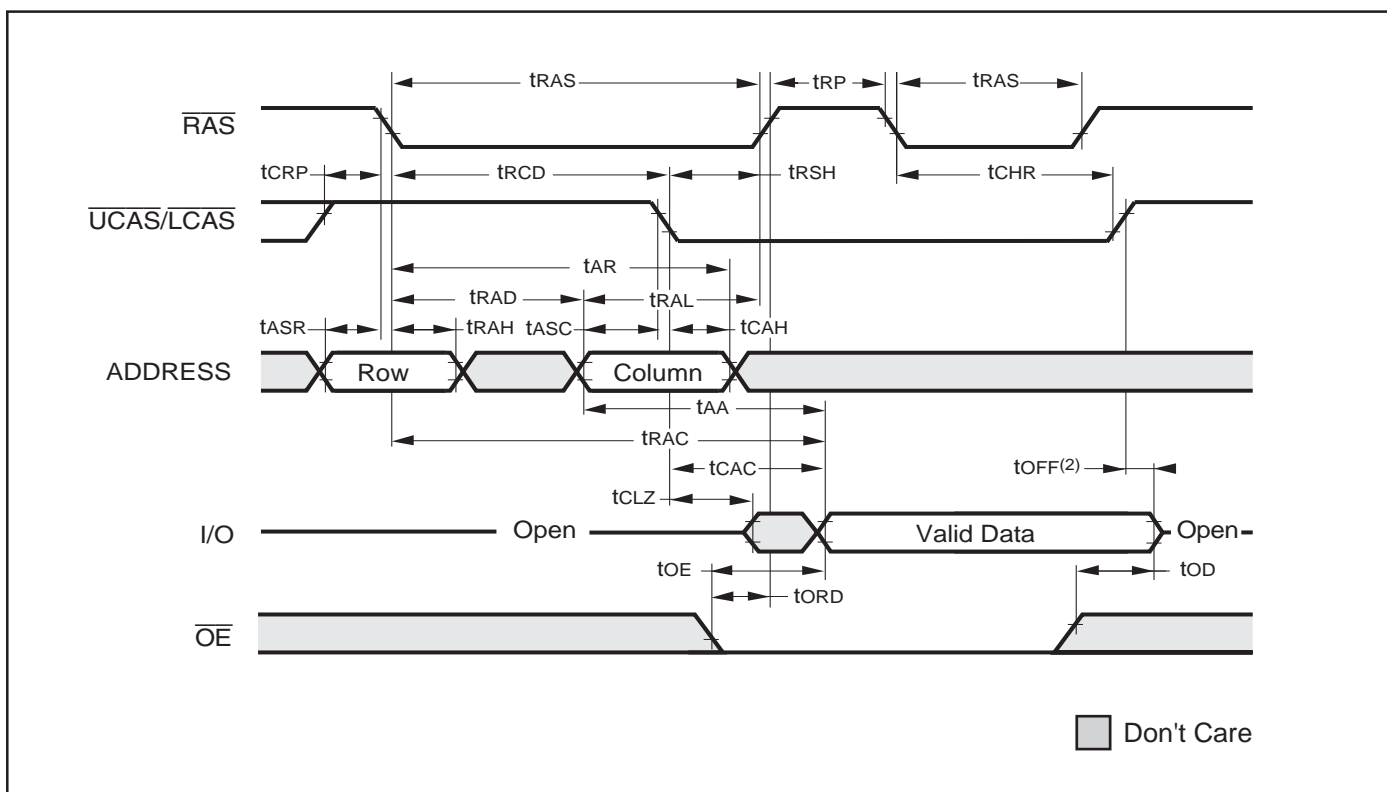 tRAS tRP tRAS
RAS
tCRP tRCD tRSH tCHR
UCAS/LCAS
tAR
tRAD tRAL
tASR tRAH tASC tCAH
ADDRESS Row Column
tAA
tRAC
tCAC tOFF(2)
tCLZ
I/O Open Valid Data Open
tOE tOD
tORD
OE
Don't Care